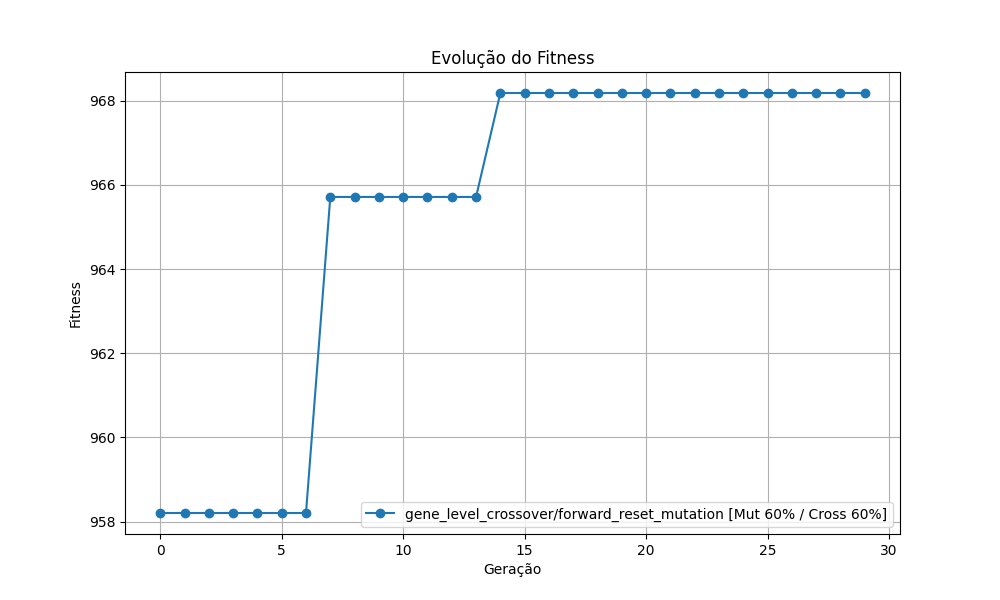 Evolução do Fitness
Fitness
968
966
964
962
960
958
gene_level_crossover/forward_reset_mutation [Mut 60% / Cross 60%]
0 5 10 15 20 25 30
Geração